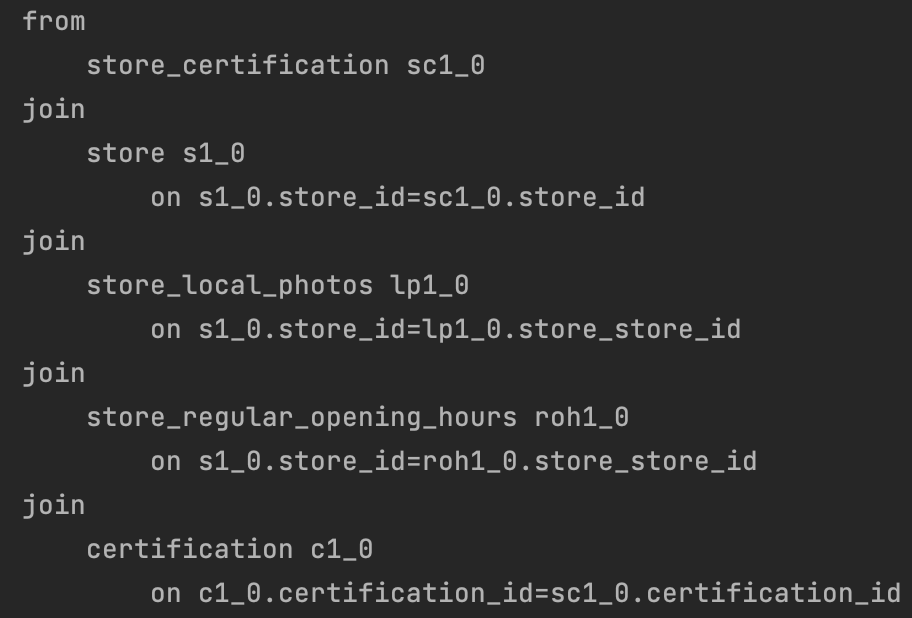 from
    store_certification sc1_0
join
    store s1_0
        on s1_0.store_id=sc1_0.store_id
join
    store_local_photos lp1_0
        on s1_0.store_id=lp1_0.store_store_id
join
    store_regular_opening_hours roh1_0
        on s1_0.store_id=roh1_0.store_store_id
join
    certification c1_0
        on c1_0.certification_id=sc1_0.certification_id